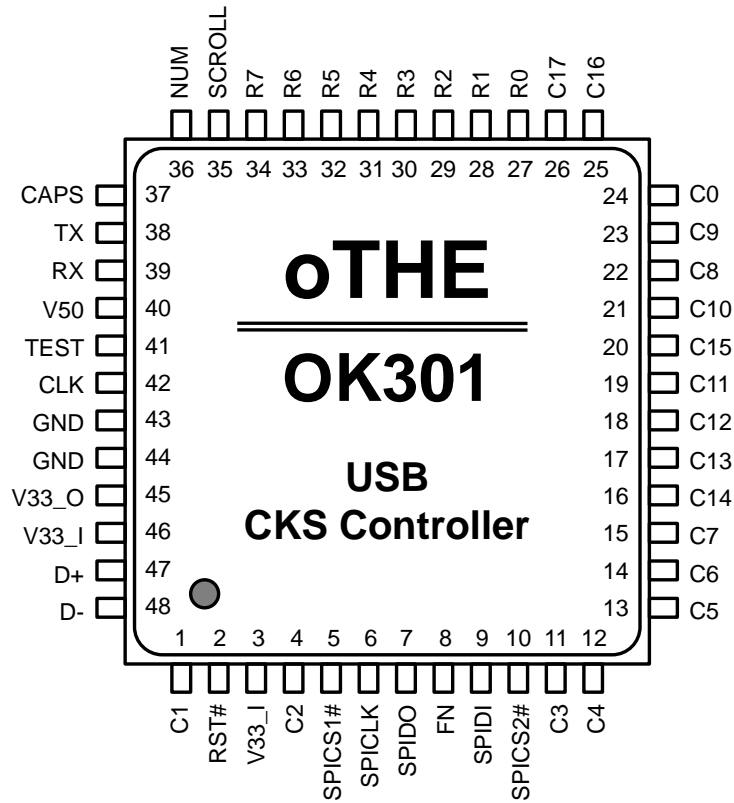 NUM
SCROLL
R7
R6
R5
R4
R3
R2
R1
R0
C17
C16
36 35 34 33 32 31 30 29 28 27 26 25
CAPS 37
TX 38
RX 39
V50 40
TEST 41
CLK 42
GND 43
GND 44
V33_O 45
V33_I 46
D+ 47
D- 48
oTHE
OK301
USB
CKS Controller
24 C0
23 C9
22 C8
21 C10
20 C15
19 C11
18 C12
17 C13
16 C14
15 C7
14 C6
13 C5
1 2 3 4 5 6 7 8 9 10 11 12
C1
RST#
V33_I
C2
SPICS1#
SPICLK
SPIDO
FN
SPIDI
SPICS2#
C3
C4